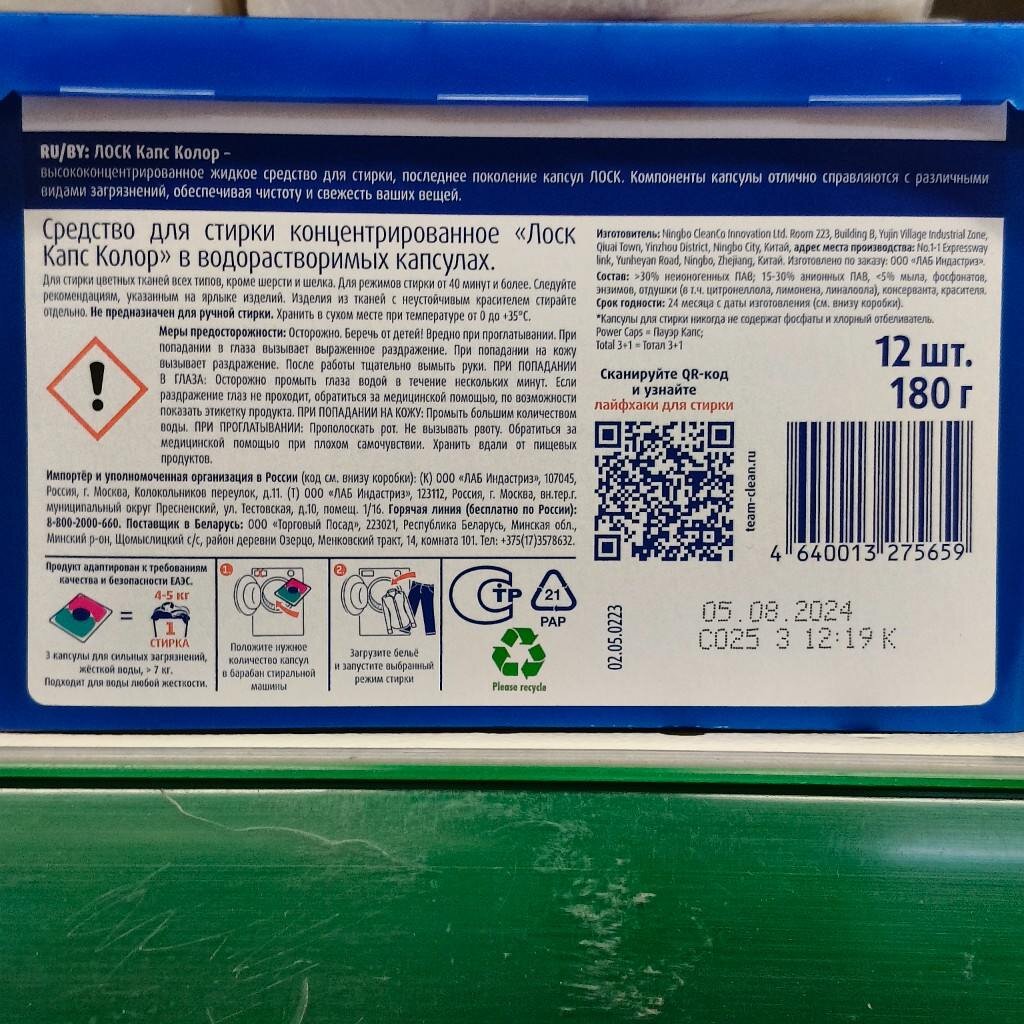 RU/BY: ЛОСК Капс Колор –
высококонцентрированное жидкое средство для стирки, последнее поколение капсул ЛОСК. Компоненты капсулы отлично справляются с различными
видами загрязнений, обеспечивая чистоту и свежесть ваших вещей.
Средство для стирки концентрированное «Лоск
Капс Колор» в водорастворимых капсулах.
Для стирки цветных тканей всех типов, кроме шерсти и шелка. Для режимов стирки от 40 минут и более. Следуйте
рекомендациям, указанным на ярлыке изделий. Изделия из тканей с неустойчивым красителем стирайте
отдельно. Не предназначен для ручной стирки. Хранить в сухом месте при температуре от 0 до +35°С.
Меры предосторожности: Осторожно. Беречь от детей! Вредно при проглатывании. При
попадании в глаза вызывает выраженное раздражение. При попадании на кожу
вызывает раздражение. После работы тщательно вымыть руки. ПРИ ПОПАДАНИИ
В ГЛАЗА: Осторожно промыть глаза водой в течение нескольких минут. Если
раздражение глаз не проходит, обратиться за медицинской помощью, по возможности
показать этикетку продукта. ПРИ ПОПАДАНИИ НА КОЖУ: Промыть большим количеством
воды. ПРИ ПРОГЛАТЫВАНИИ: Прополоскать рот. Не вызывать рвоту. Обратиться за
медицинской помощью при плохом самочувствии. Хранить вдали от пищевых
продуктов.
Импортёр и уполномоченная организация в России (код см. внизу коробки): (К) ООО «ЛАБ Индастриз», 107045,
Россия, г. Москва, Колокольников переулок, д.11. (Т) ООО «ЛАБ Индастриз», 123112, Россия, г. Москва, вн.тер.г.
муниципальный округ Пресненский, ул. Тестовская, д.10, помещ. 1/16. Горячая линия (бесплатно по России):
8-800-2000-660. Поставщик в Беларусь: ООО «Торговый Посад», 223021, Республика Беларусь, Минская обл.,
Минский р-он, Щомыслицкий с/с, район деревни Озерцо, Менковский тракт, 14, комната 101. Тел: +375(17)3578632.
Продукт адаптирован к требованиям
качества и безопасности ЕАЭС.
4-5 кг
=
1
СТИРКА
3 капсулы для сильных загрязнений,
жёсткой воды, > 7 кг.
Подходит для воды любой жесткости.
1.
Положите нужное
количество капсул
в барабан стиральной
машины
2.
Загрузите бельё
и запустите выбранный
режим стирки
ТР
21
PAP
Please recycle
Изготовитель: Ningbo CleanCo Innovation Ltd. Room 223, Building B, Yujin Village Industrial Zone,
Qiuai Town, Yinzhou District, Ningbo City, Китай, адрес места производства: No.1-1 Expressway
link, Yunheyan Road, Ningbo, Zhejiang, Китай. Изготовлено по заказу: ООО «ЛАБ Индастриз».
Состав: >30% неионогенных ПАВ; 15-30% анионных ПАВ, <5% мыла, фосфонатов,
энзимов, отдушки (в т.ч. цитронеллола, лимонена, линалоола), консерванта, красителя.
Срок годности: 24 месяца с даты изготовления (см. внизу коробки).
*Капсулы для стирки никогда не содержат фосфаты и хлорный отбеливатель.
Power Caps = Пауэр Капс;
Total 3+1 = Тотал 3+1
12 шт.
180 г
Сканируйте QR-код
и узнайте
лайфхаки для стирки
team-clean.ru
4 640013 275659
02.05.0223
05.08.2024
C025 3 12:19 K